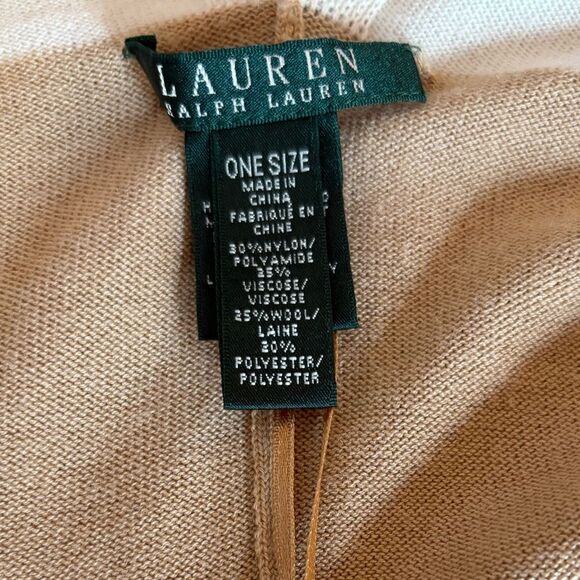 LAUREN
RALPH LAUREN
ONE SIZE
MADE IN
CHINA
FABRIQUÉ EN
CHINE
30%NYLON/
POLYAMIDE
25%
VISCOSE/
VISCOSE
25%WOOL/
LAINE
20%
POLYESTER/
POLYESTER